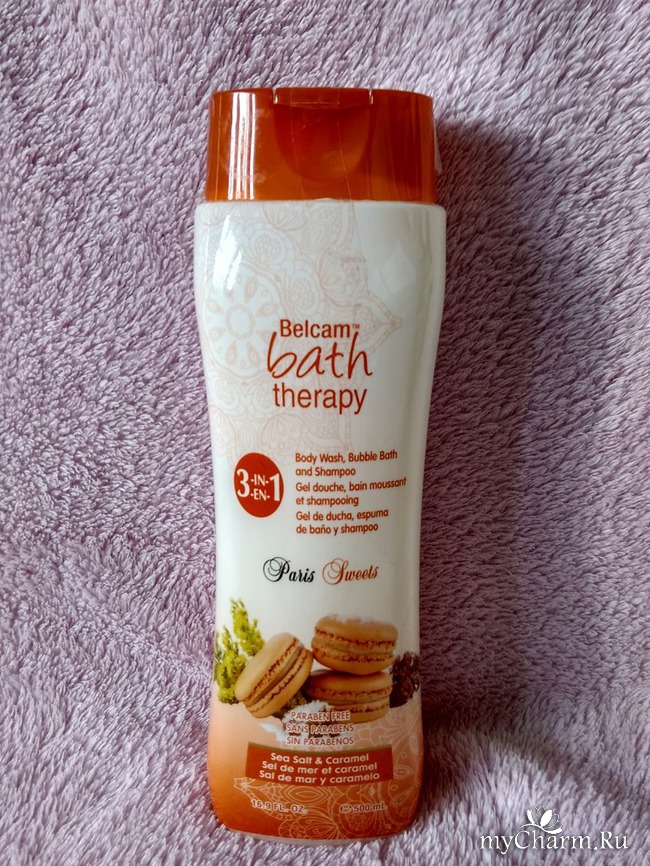 Belcam™
bath
therapy
3-IN-1
-EN-
Body Wash, Bubble Bath
and Shampoo
Gel douche, bain moussant
et shampooing
Gel de ducha, espuma
de baño y shampoo
Paris Sweets
PARABEN FREE
SANS PARABENS
SIN PARABENOS
Sea Salt & Caramel
Sel de mer et caramel
Sal de mar y caramelo
16.9 FL. OZ. 500 mL
myCharm.Ru